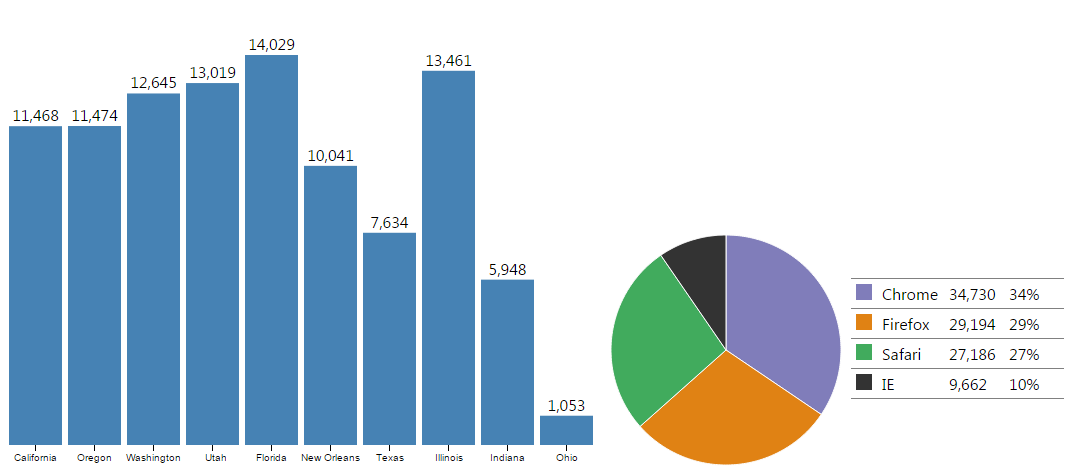 14,029
13,461
13,019
12,645
11,468
11,474
10,041
7,634
5,948
1,053
California Oregon Washington Utah Florida New Orleans Texas Illinois Indiana Ohio
Chrome 34,730 34%
Firefox 29,194 29%
Safari 27,186 27%
IE 9,662 10%